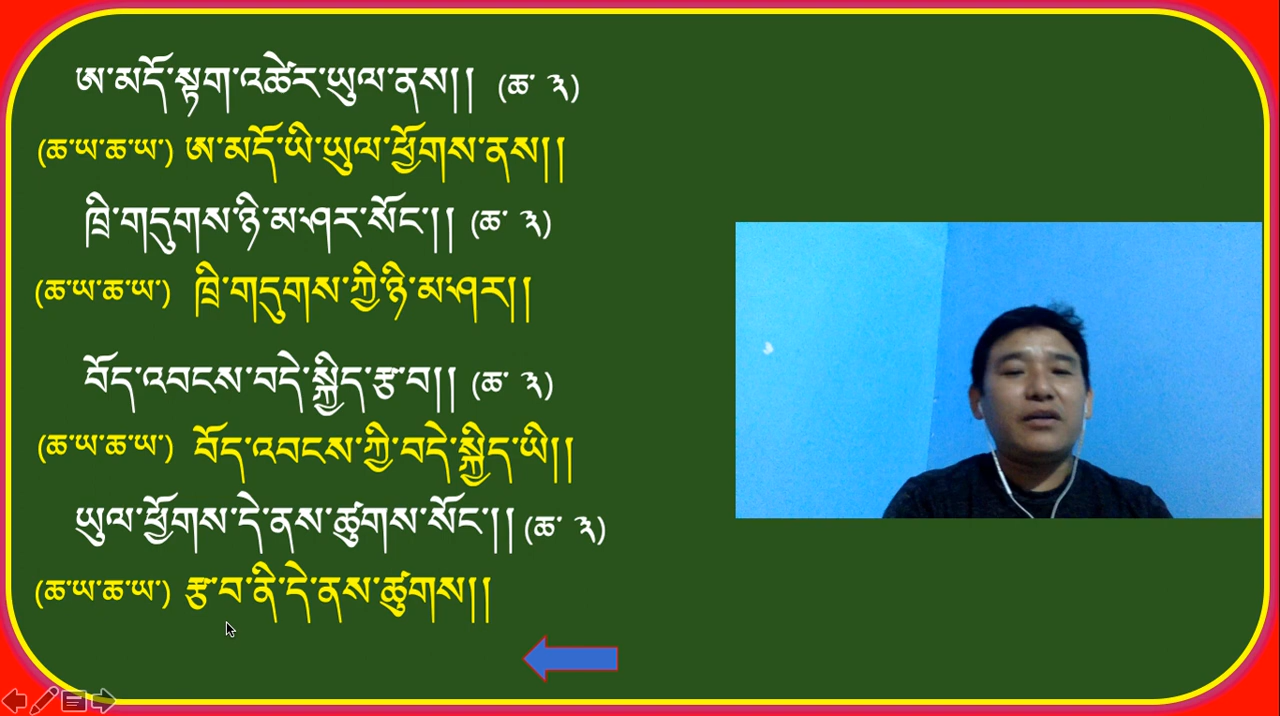 ཨ་མདོ་སྟག་འཚེར་ཡུལ་ནས།། (ཆ་ ༣)
(ཆ་ཡ་ཆ་ཡ་) ཨ་མདོ་ཡི་ཡུལ་ཕྱོགས་ནས།།
ཁྲི་གདུགས་ཉི་མ་ཤར་སོང་།། (ཆ་ ༣)
(ཆ་ཡ་ཆ་ཡ་) ཁྲི་གདུགས་ཀྱི་ཉི་མ་ཤར།།
བོད་འབངས་བདེ་སྐྱིད་རྩ་བ།། (ཆ་ ༣)
(ཆ་ཡ་ཆ་ཡ་) བོད་འབངས་ཀྱི་བདེ་སྐྱིད་ཡི།།
ཡུལ་ཕྱོགས་དེ་ནས་ཚུགས་སོང་།། (ཆ་ ༣)
(ཆ་ཡ་ཆ་ཡ་) རྩ་བ་ནི་དེ་ནས་ཚུགས།།